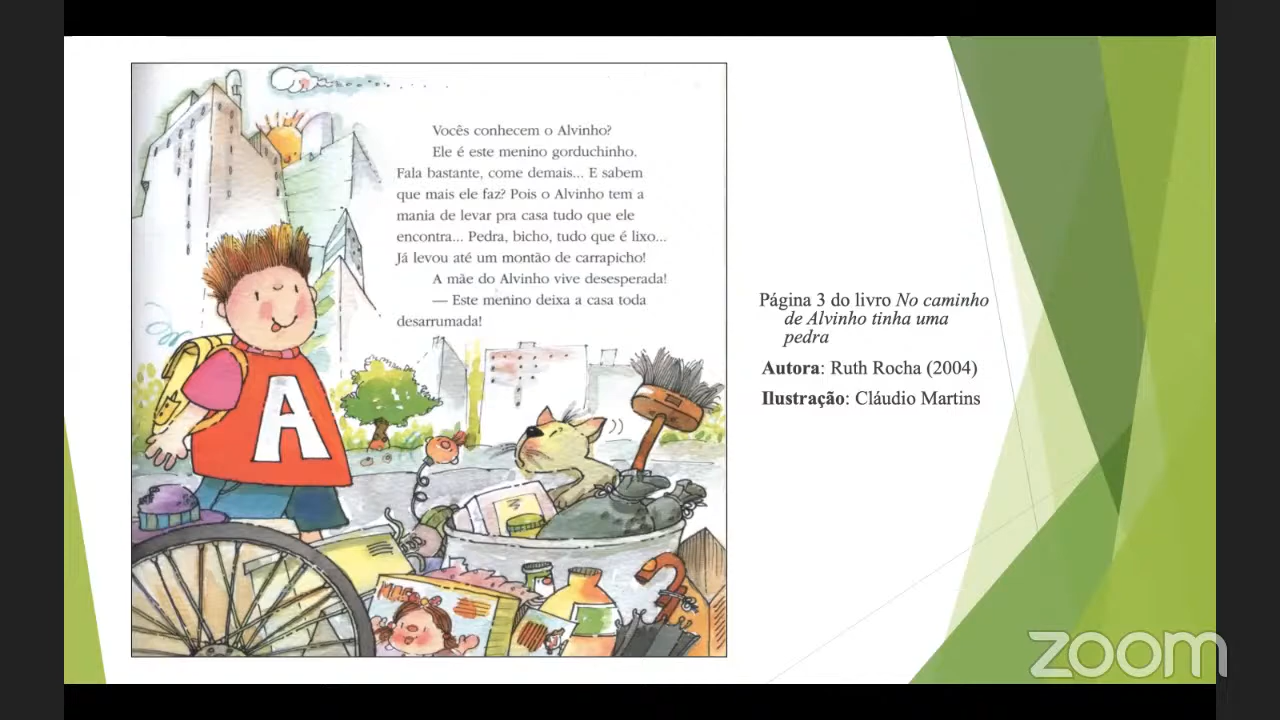 Vocês conhecem o Alvinho?
Ele é este menino gorduchinho.
Fala bastante, come demais... E sabem
que mais ele faz? Pois o Alvinho tem a
mania de levar pra casa tudo que ele
encontra... Pedra, bicho, tudo que é lixo...
Já levou até um montão de carrapicho!
A mãe do Alvinho vive desesperada!
— Este menino deixa a casa toda
desarrumada!
A
Página 3 do livro No caminho
de Alvinho tinha uma
pedra
Autora: Ruth Rocha (2004)
Ilustração: Cláudio Martins
zoom